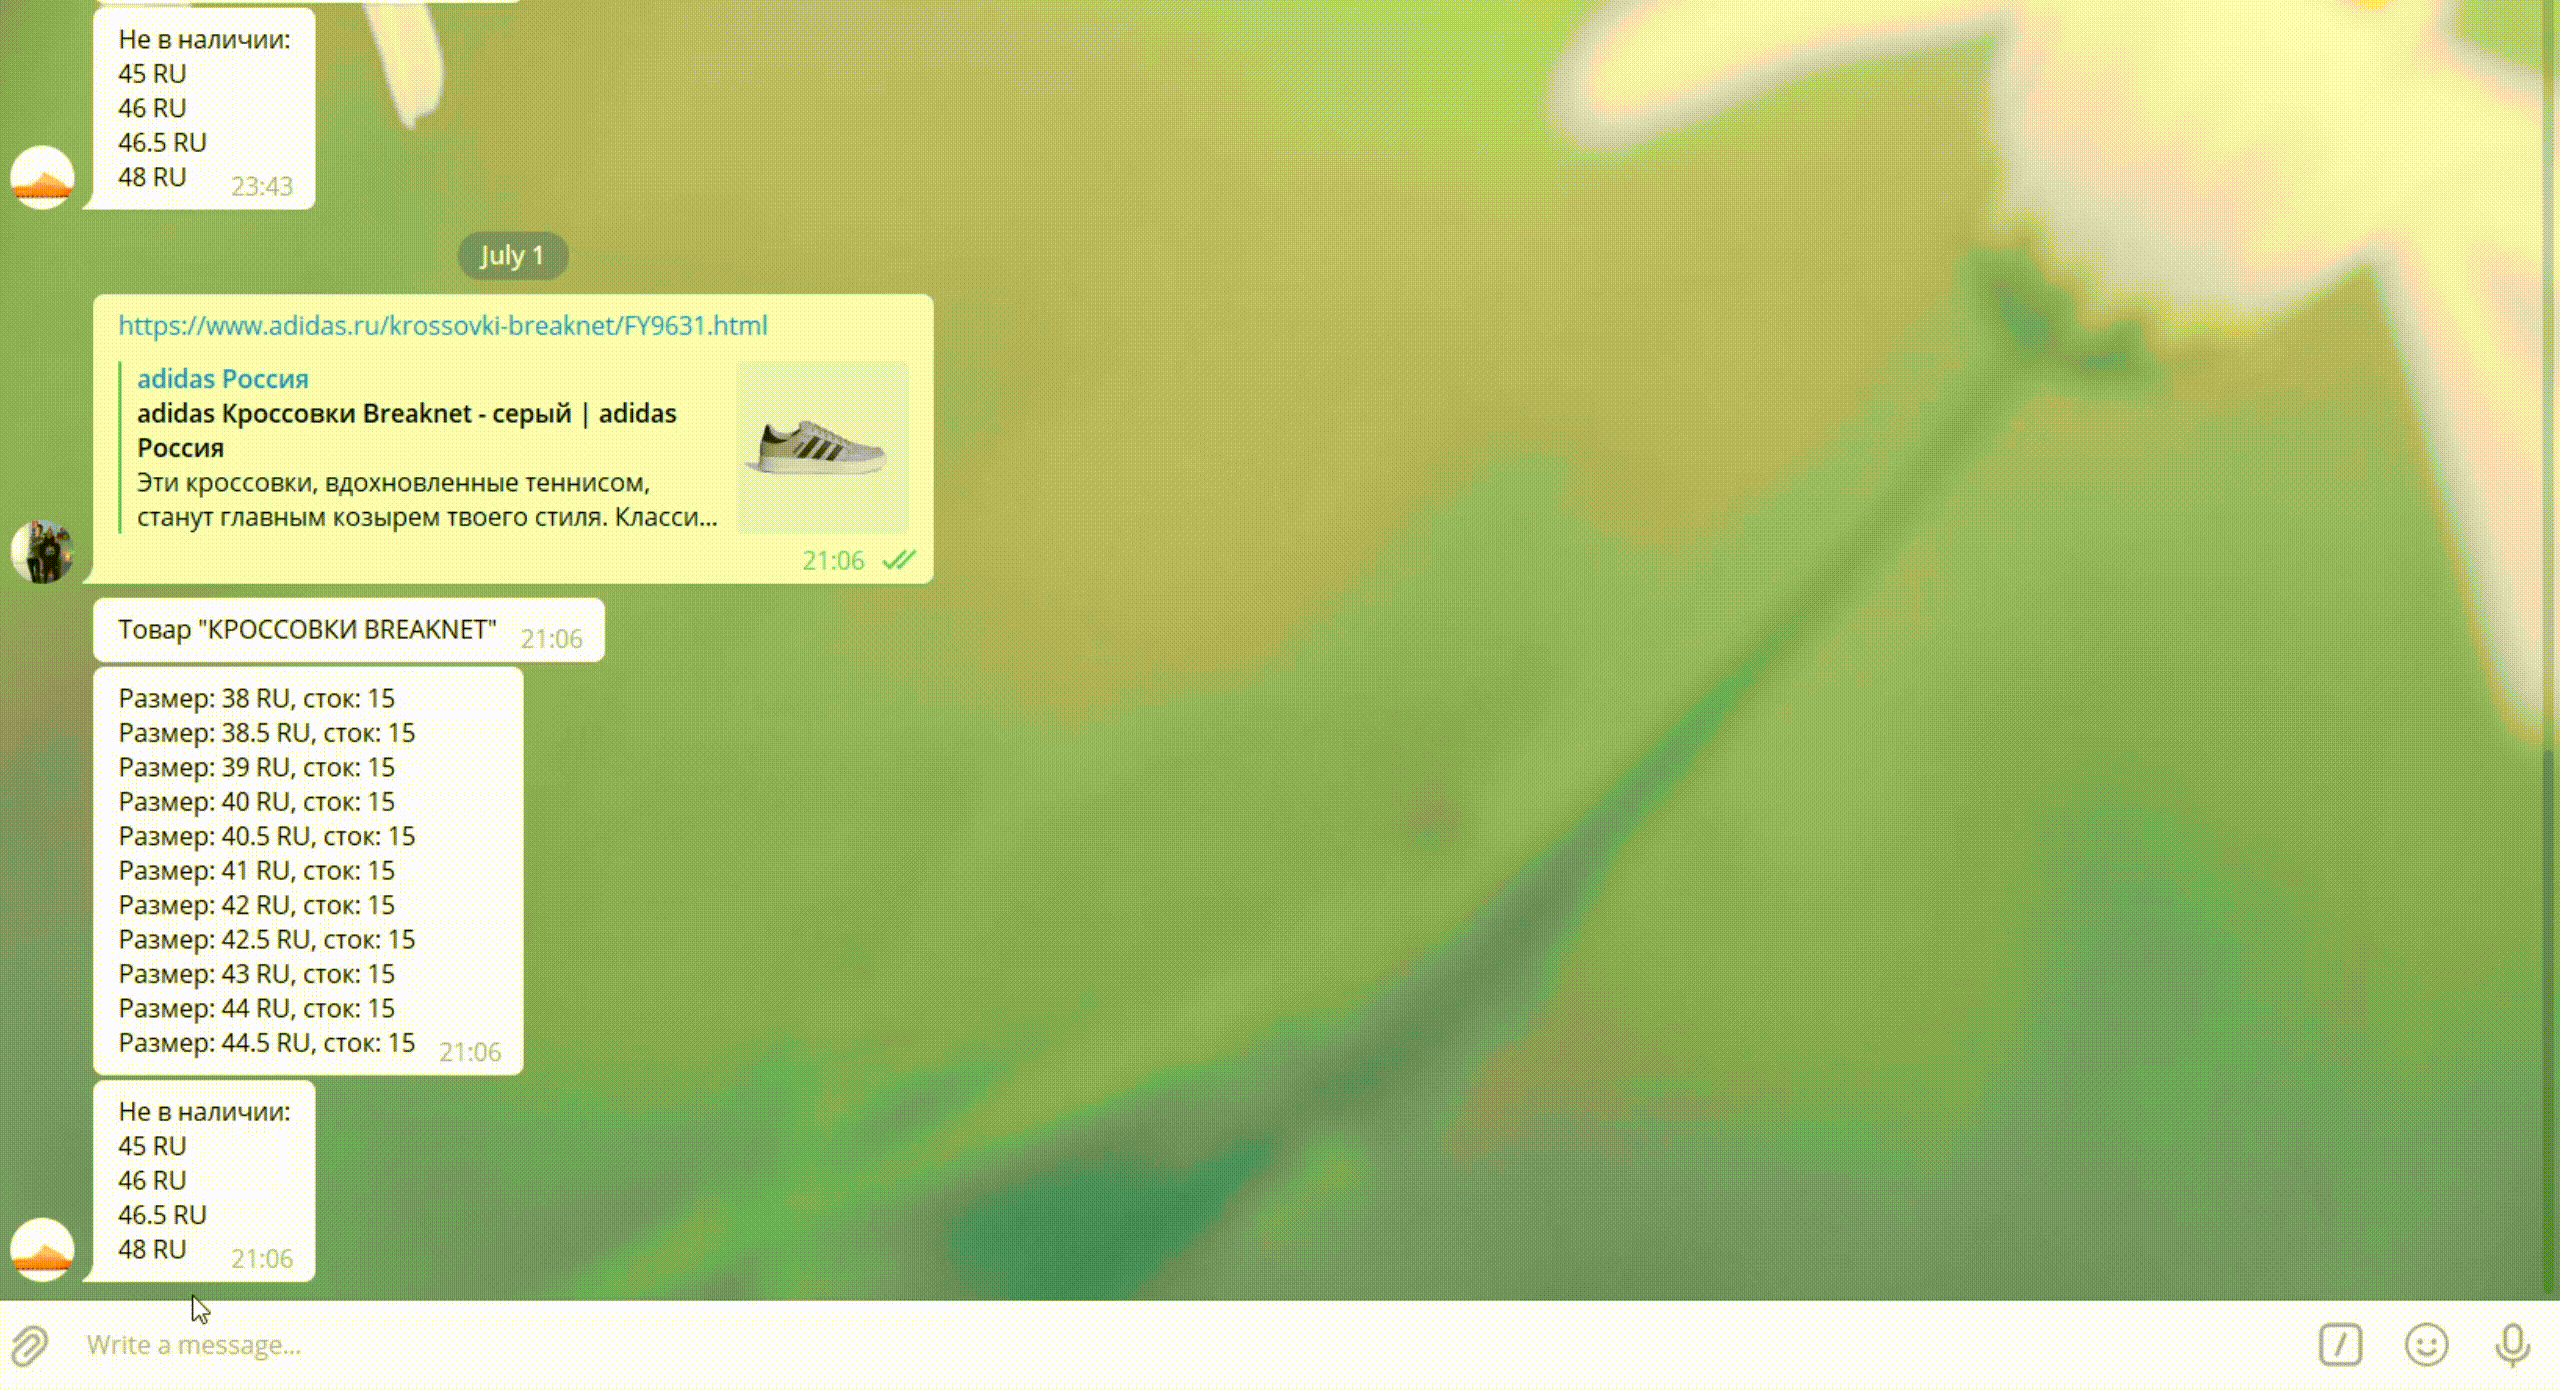 Не в наличии:
45 RU
46 RU
46.5 RU
48 RU
23:43
July 1
https://www.adidas.ru/krossovki-breaknet/FY9631.html
adidas Россия
adidas Кроссовки Breaknet - серый | adidas
Россия
Эти кроссовки, вдохновленные теннисом,
станут главным козырем твоего стиля. Класси...
21:06
Товар "КРОССОВКИ BREAKNET"
21:06
Размер: 38 RU, сток: 15
Размер: 38.5 RU, сток: 15
Размер: 39 RU, сток: 15
Размер: 40 RU, сток: 15
Размер: 40.5 RU, сток: 15
Размер: 41 RU, сток: 15
Размер: 42 RU, сток: 15
Размер: 42.5 RU, сток: 15
Размер: 43 RU, сток: 15
Размер: 44 RU, сток: 15
Размер: 44.5 RU, сток: 15
21:06
Не в наличии:
45 RU
46 RU
46.5 RU
48 RU
21:06
Write a message...